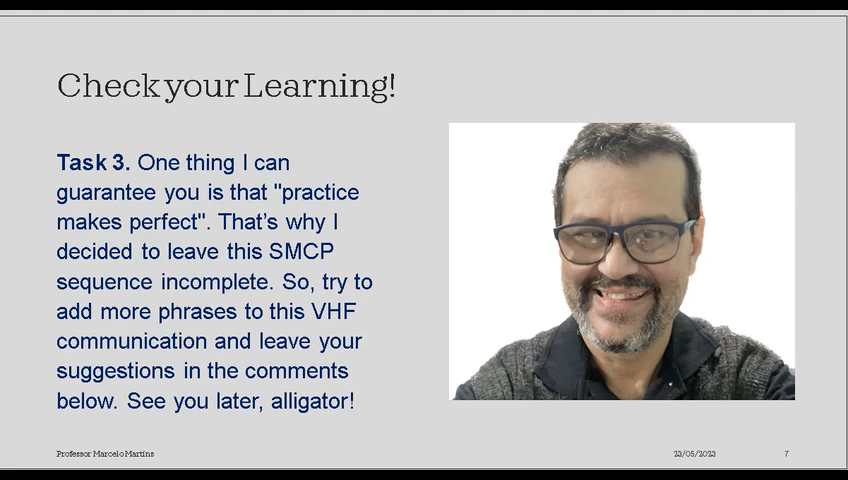 Check your Learning!
Task 3. One thing I can
guarantee you is that "practice
makes perfect". That’s why I
decided to leave this SMCP
sequence incomplete. So, try to
add more phrases to this VHF
communication and leave your
suggestions in the comments
below. See you later, alligator!
Professor Marcelo Martins
23/05/2023
7